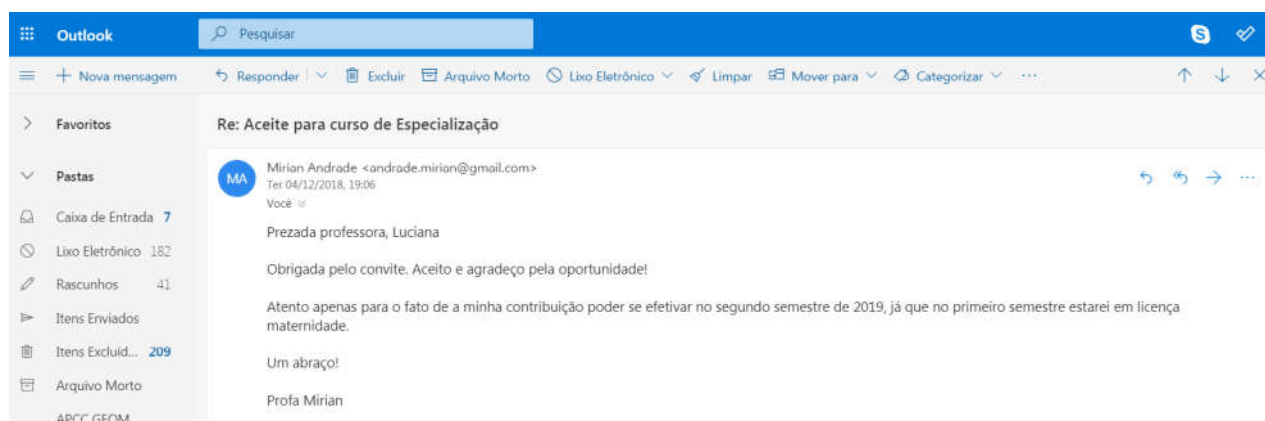 Outlook
Pesquisar
Nova mensagem
Responder
Excluir
Arquivo Morto
Lixo Eletrônico
Limpar
Mover para
Categorizar
Favoritos
Re: Aceite para curso de Especialização
Pastas
MA
Mirian Andrade <andrade.mirian@gmail.com>
Ter 04/12/2018, 19:06
Você
Caixa de Entrada 7
Lixo Eletrônico 182
Rascunhos 41
Itens Enviados
Itens Excluíd... 209
Arquivo Morto
APCC GEOM
Prezada professora, Luciana
Obrigada pelo convite. Aceito e agradeço pela oportunidade!
Atento apenas para o fato de a minha contribuição poder se efetivar no segundo semestre de 2019, já que no primeiro semestre estarei em licença
maternidade.
Um abraço!
Profa Mirian